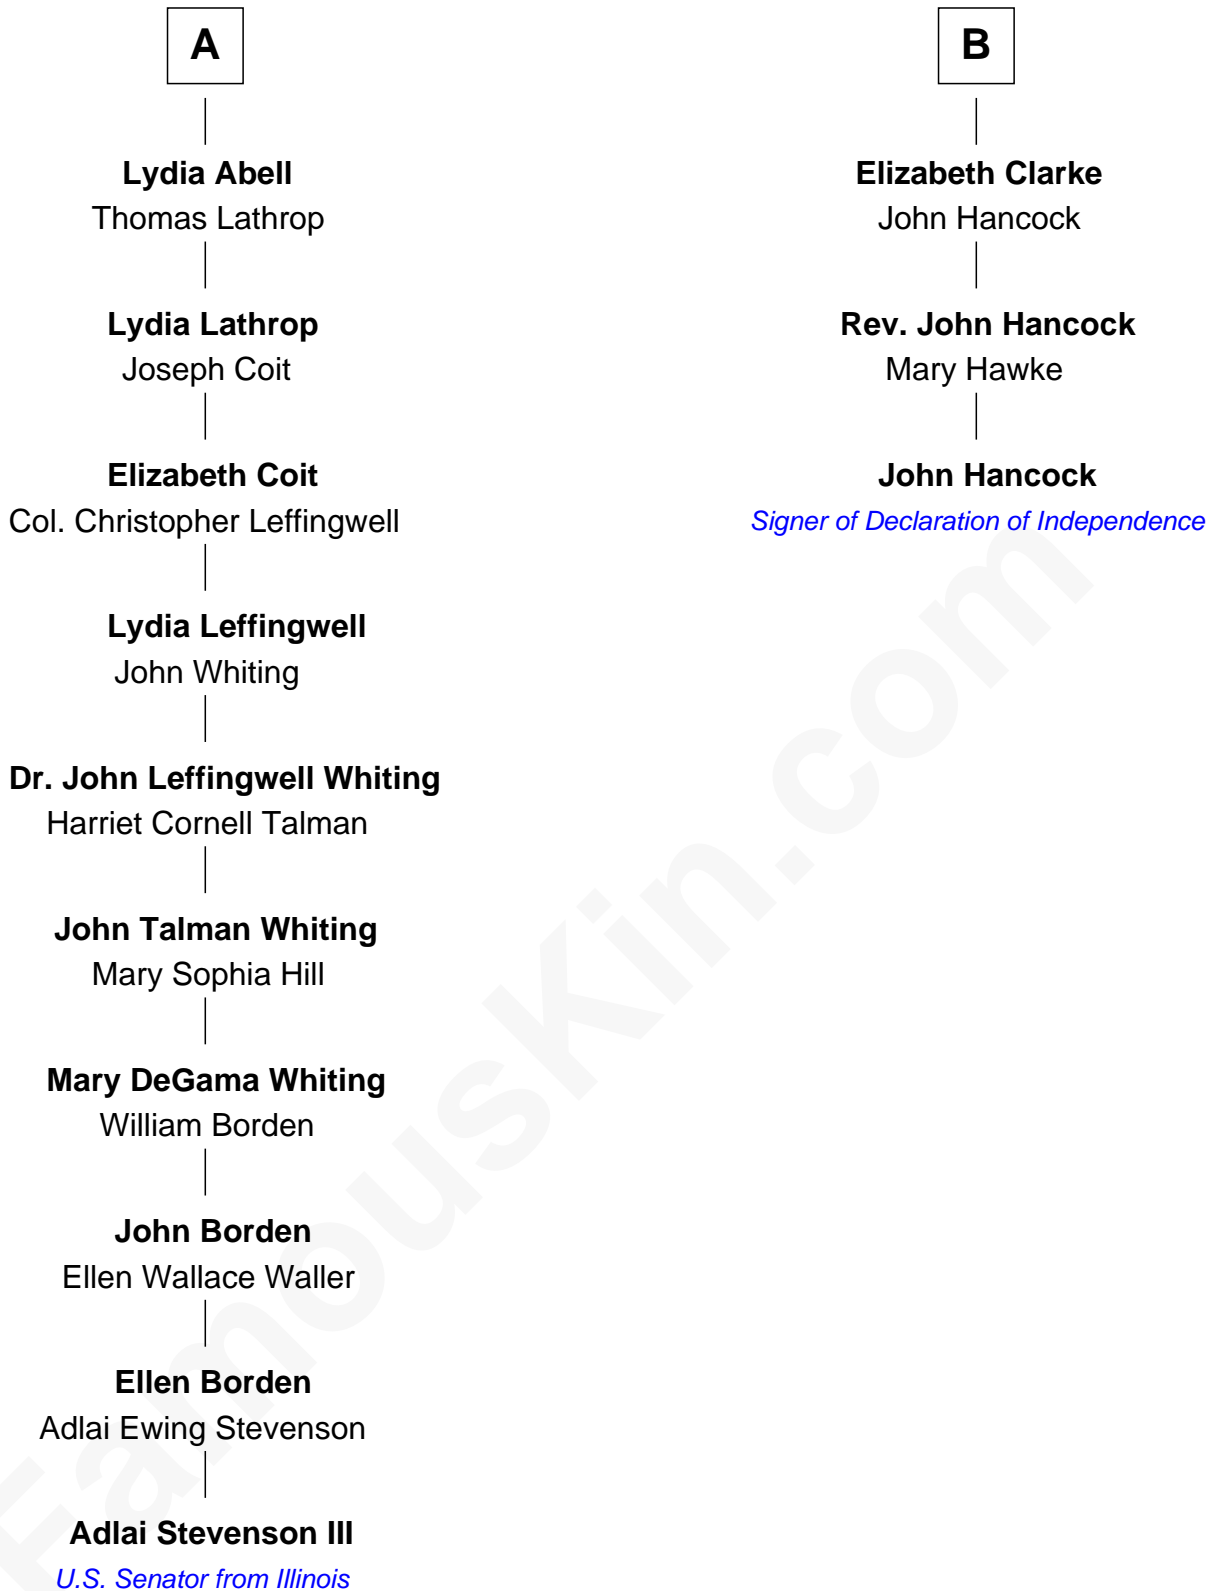 A
Lydia Abell
Thomas Lathrop
Lydia Lathrop
Joseph Coit
Elizabeth Coit
Col. Christopher Leffingwell
Lydia Leffingwell
John Whiting
Dr. John Leffingwell Whiting
Harriet Cornell Talman
John Talman Whiting
Mary Sophia Hill
Mary DeGama Whiting
William Borden
John Borden
Ellen Wallace Waller
Ellen Borden
Adlai Ewing Stevenson
Adlai Stevenson III
U.S. Senator from Illinois
B
Elizabeth Clarke
John Hancock
Rev. John Hancock
Mary Hawke
John Hancock
Signer of Declaration of Independence
FamousKin.com